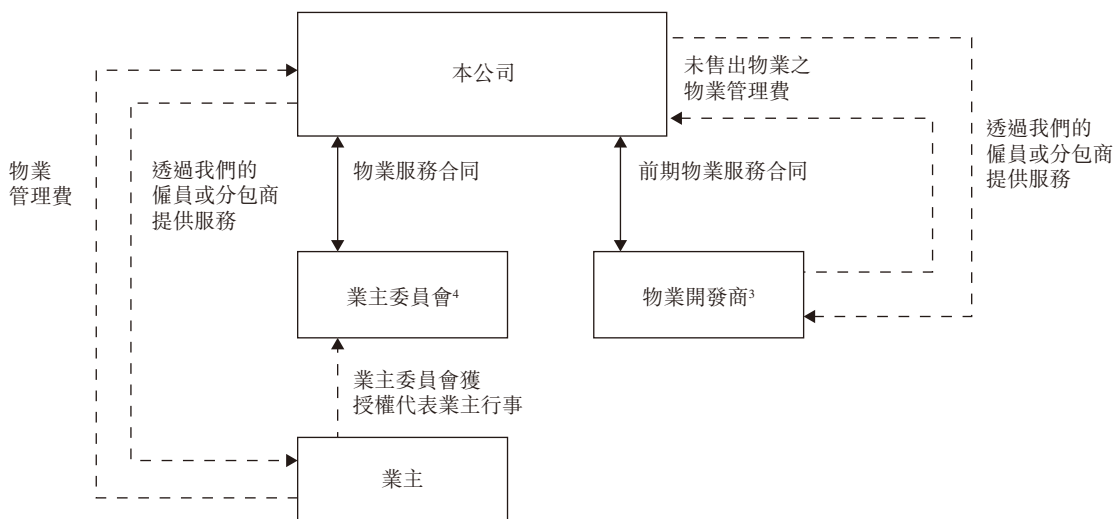 本公司
未售出物業之
物業管理費
物業
管理費
透過我們的
僱員或分包商
提供服務
物業服務合同
前期物業服務合同
透過我們的
僱員或分包商
提供服務
業主委員會⁴
物業開發商³
業主委員會獲
授權代表業主行事
業主